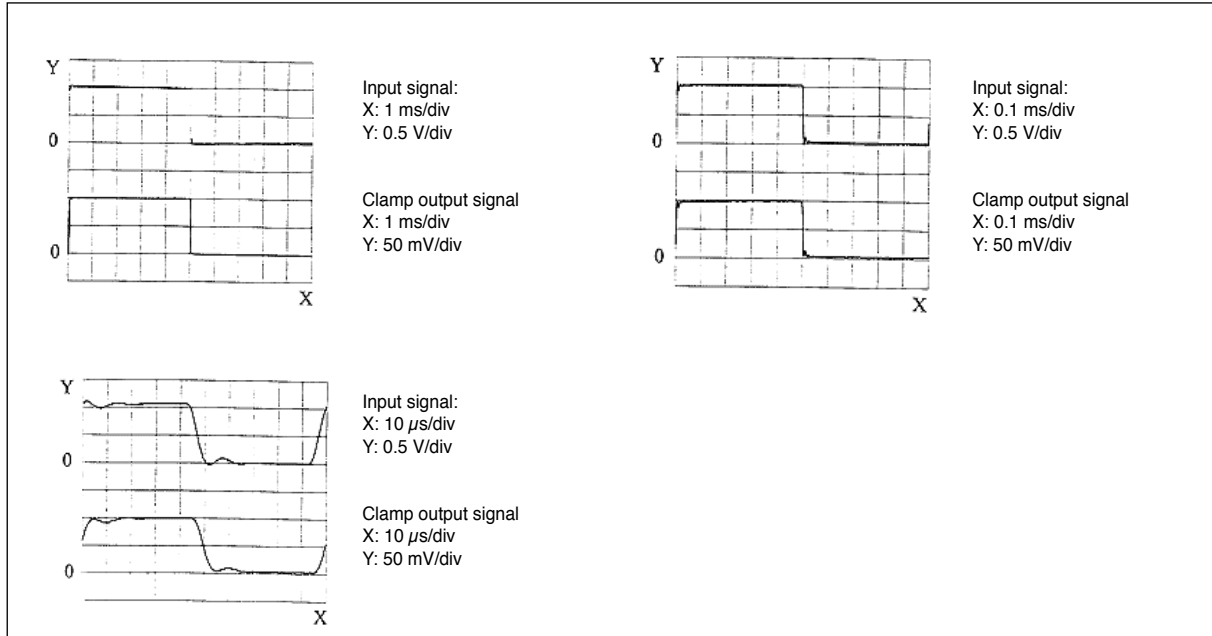 Y
0
0
X
Input signal:
X: 1 ms/div
Y: 0.5 V/div
Clamp output signal
X: 1 ms/div
Y: 50 mV/div
Y
0
0
X
Input signal:
X: 0.1 ms/div
Y: 0.5 V/div
Clamp output signal
X: 0.1 ms/div
Y: 50 mV/div
Y
0
0
X
Input signal:
X: 10 µs/div
Y: 0.5 V/div
Clamp output signal
X: 10 µs/div
Y: 50 mV/div